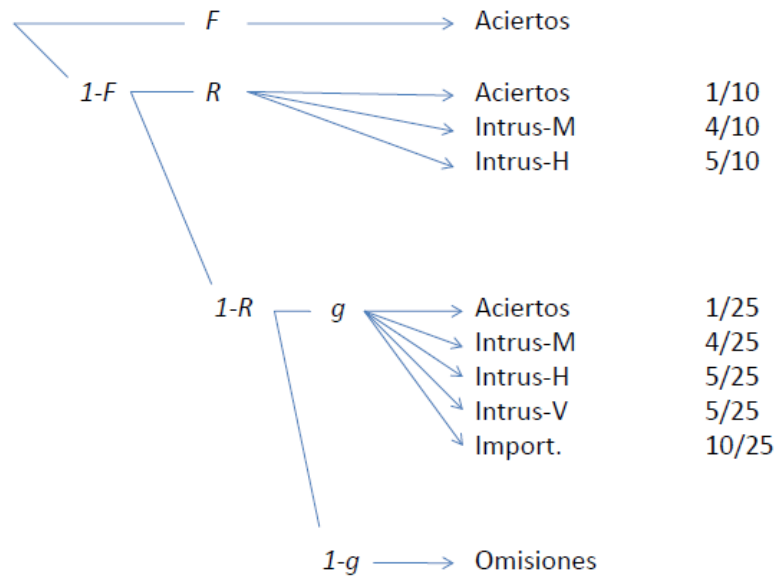 F Aciertos
1-F R Aciertos 1/10
Intrus-M 4/10
Intrus-H 5/10
1-R g Aciertos 1/25
Intrus-M 4/25
Intrus-H 5/25
Intrus-V 5/25
Import. 10/25
1-g Omisiones